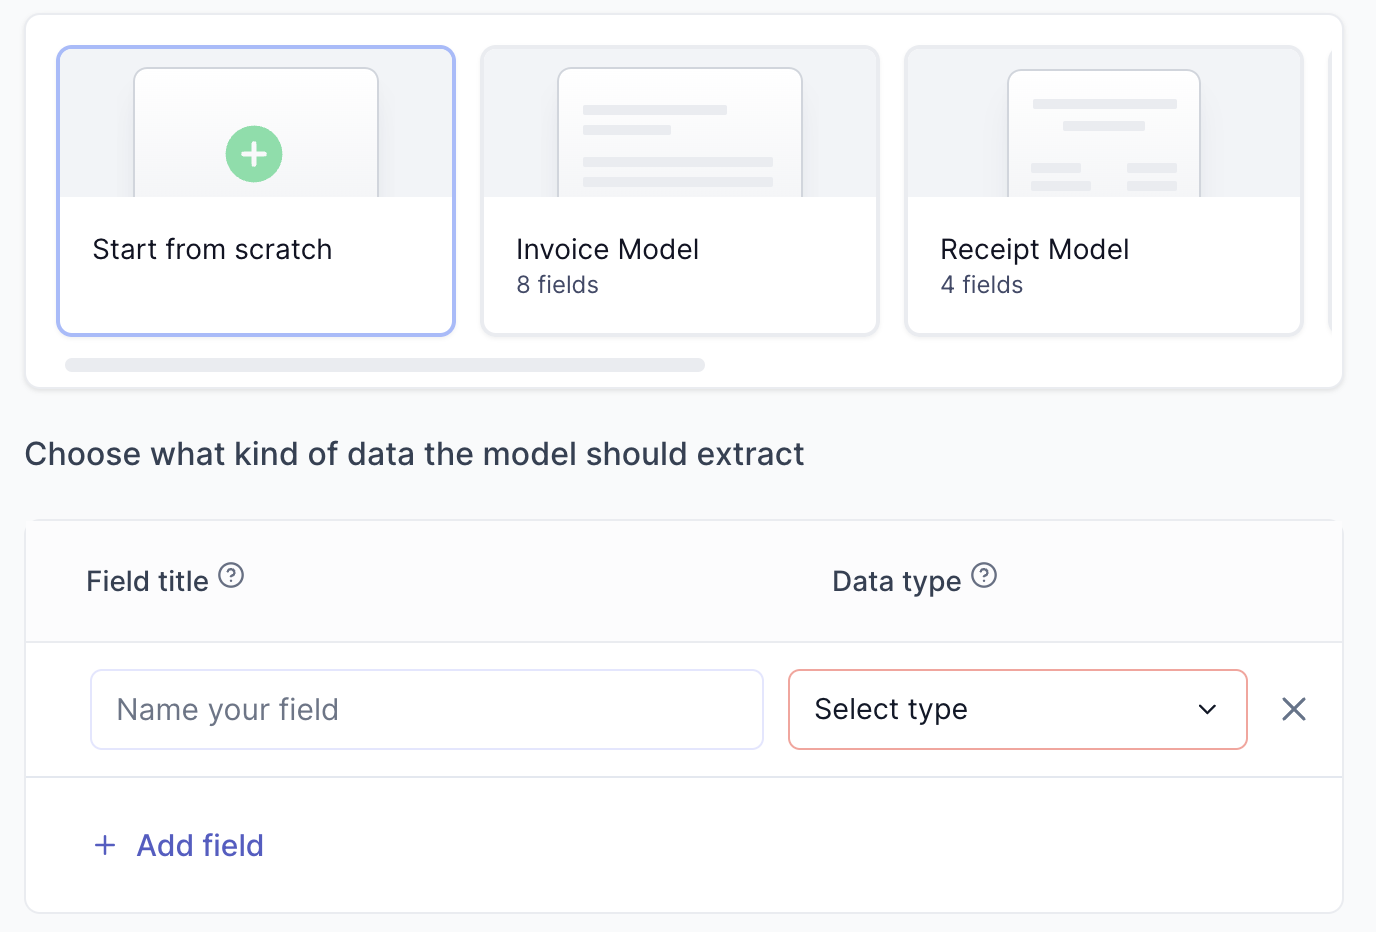 Start from scratch
Invoice Model
8 fields
Receipt Model
4 fields
Choose what kind of data the model should extract
Field title ?
Data type ?
Name your field
Select type
+ Add field